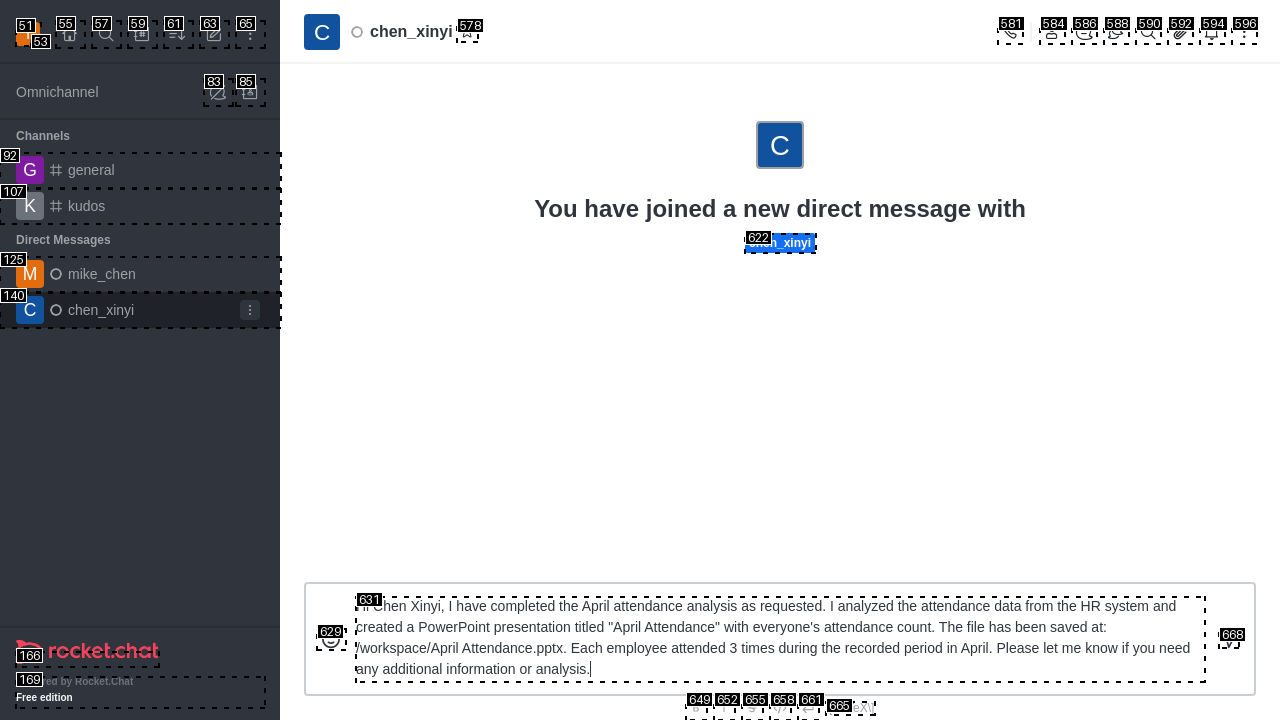 51
53
55
57
59
61
63
65
C
chen_xinyi
578
581
584
586
588
590
592
594
596
Omnichannel
83
85
Channels
92
G
general
107
K
kudos
Direct Messages
125
M
mike_chen
140
C
chen_xinyi
C
You have joined a new direct message with
622
chen_xinyi
629
631
Hi Chen Xinyi, I have completed the April attendance analysis as requested. I analyzed the attendance data from the HR system and
created a PowerPoint presentation titled "April Attendance" with everyone's attendance count. The file has been saved at:
/workspace/April Attendance.pptx. Each employee attended 3 times during the recorded period in April. Please let me know if you need
any additional information or analysis.
668
649
652
655
658
661
665
166
rocket.chat
169
by Rocket.Chat
Free edition